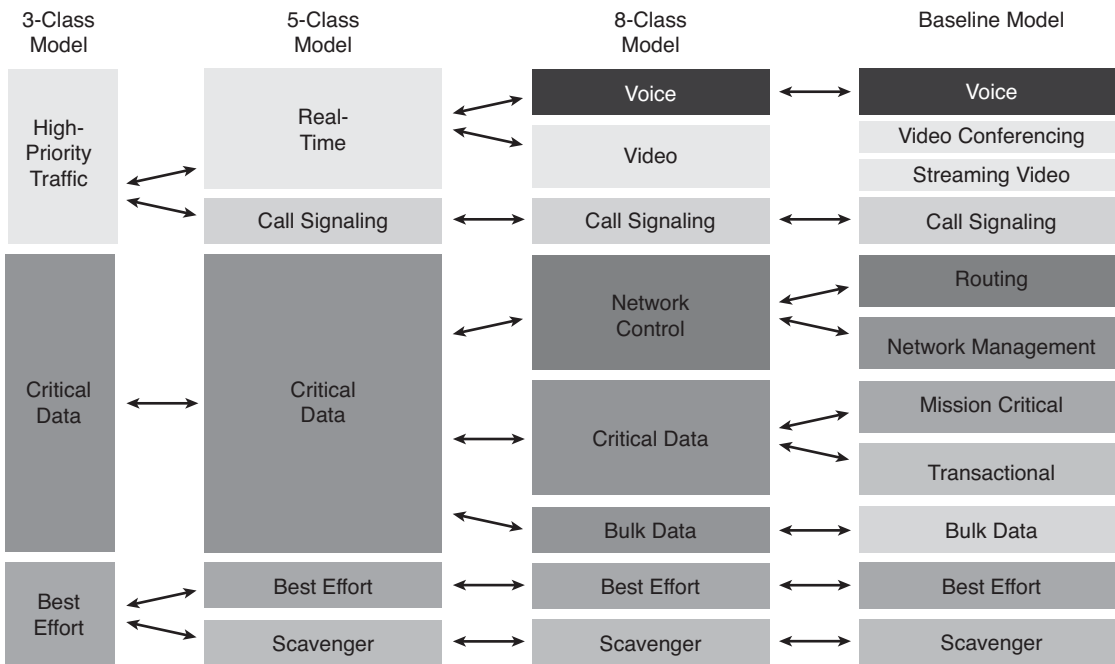 3-Class
Model
5-Class
Model
8-Class
Model
Baseline Model
High-
Priority
Traffic
Critical
Data
Best
Effort
Real-
Time
Call Signaling
Critical
Data
Best Effort
Scavenger
Voice
Video
Call Signaling
Network
Control
Critical Data
Bulk Data
Best Effort
Scavenger
Voice
Video Conferencing
Streaming Video
Call Signaling
Routing
Network Management
Mission Critical
Transactional
Bulk Data
Best Effort
Scavenger